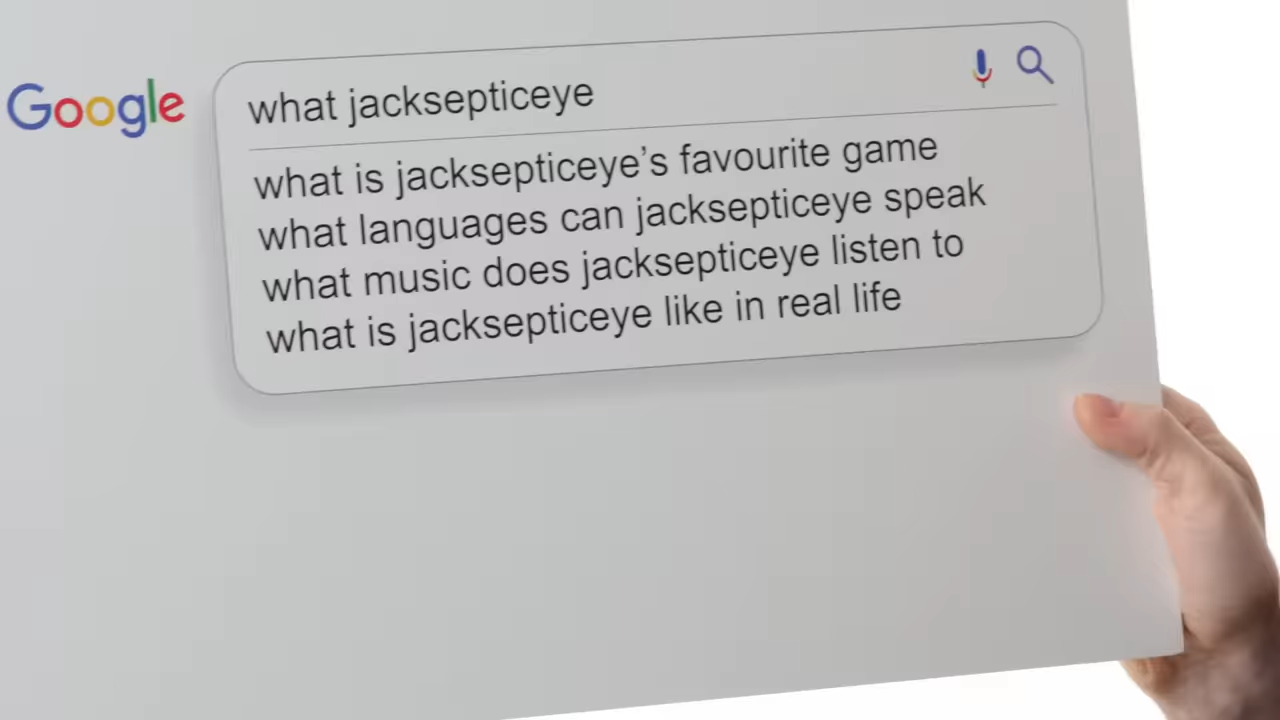 Google
what jacksepticeye
what is jacksepticeye’s favourite game
what languages can jacksepticeye speak
what music does jacksepticeye listen to
what is jacksepticeye like in real life